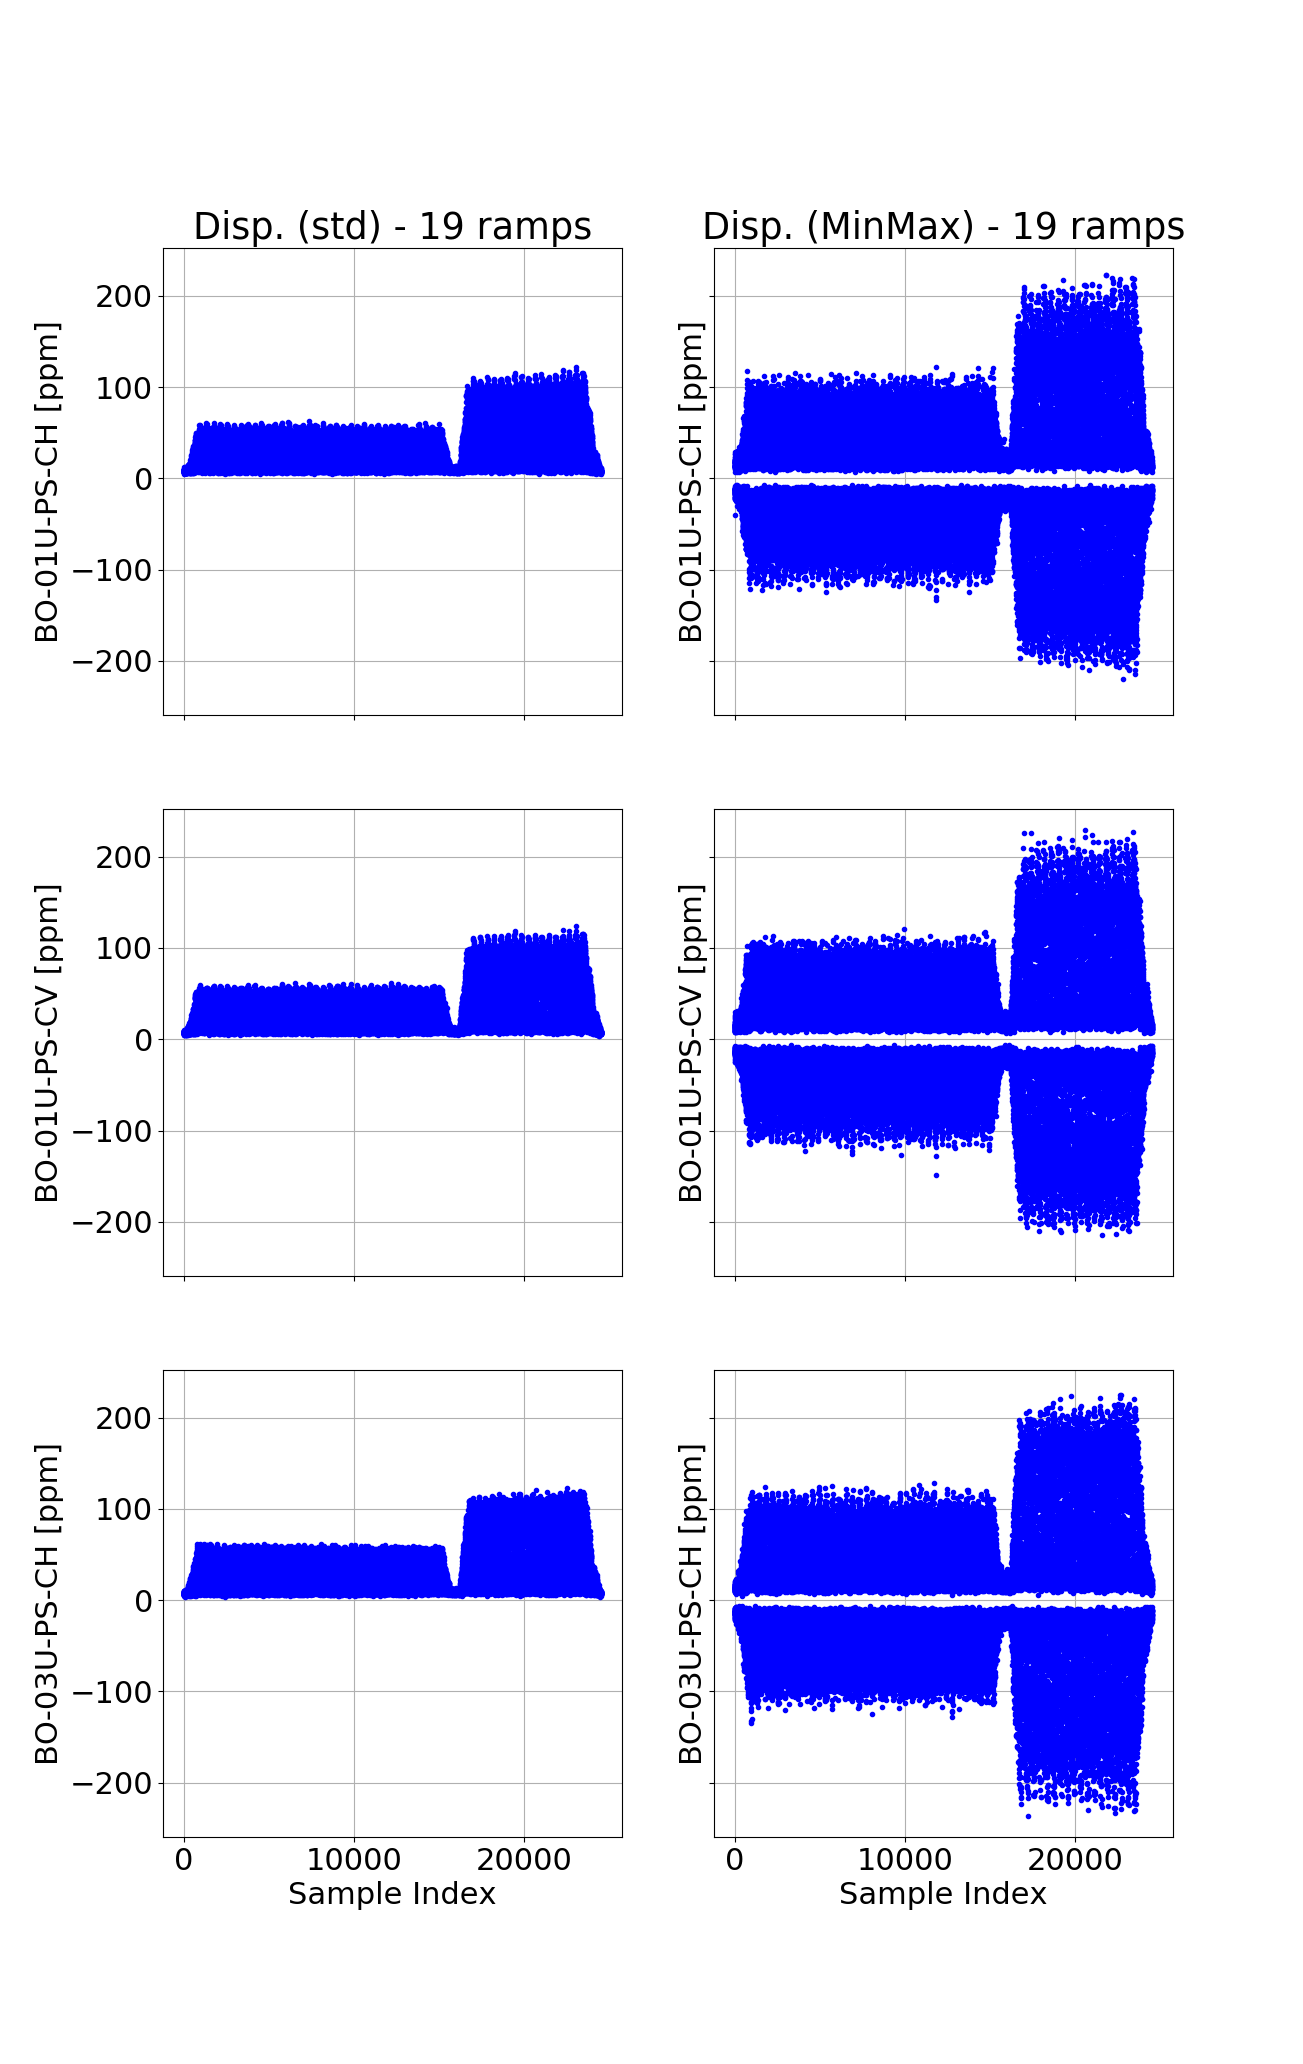 Disp. (std) - 19 ramps
Disp. (MinMax) - 19 ramps
BO-01U-PS-CH [ppm]
200
100
0
−100
−200
BO-01U-PS-CH [ppm]
BO-01U-PS-CV [ppm]
200
100
0
−100
−200
BO-01U-PS-CV [ppm]
BO-03U-PS-CH [ppm]
200
100
0
−100
−200
BO-03U-PS-CH [ppm]
0 10000 20000
Sample Index
0 10000 20000
Sample Index